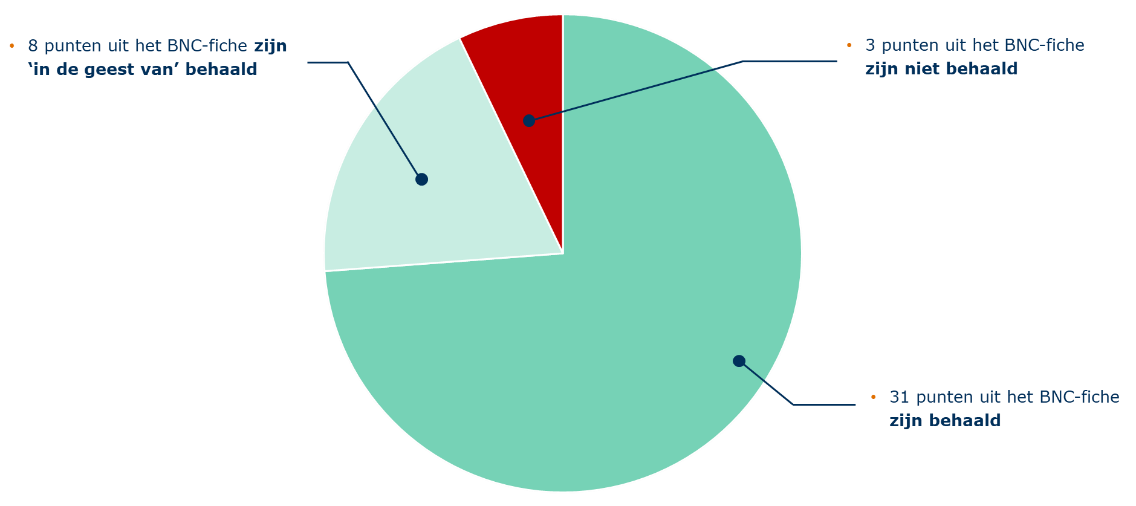 • 8 punten uit het BNC-fiche zijn
‘in de geest van’ behaald
• 3 punten uit het BNC-fiche
zijn niet behaald
• 31 punten uit het BNC-fiche
zijn behaald